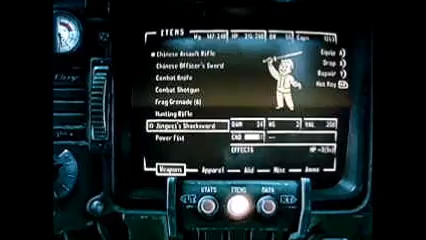 ITEMS
Chinese Assault Rifle
Chinese Officer's Sword
Combat Knife
Combat Shotgun
Frag Grenade (6)
Hunting Rifle
Jingwei's Shocksword
Power Fist
Equip A)
Drop
Repair
Hot Key
DAM 24 WG 3 VAL
CND --
EFFECTS
Weapons Apparel Aid Misc Ammo
STATS ITEMS DATA